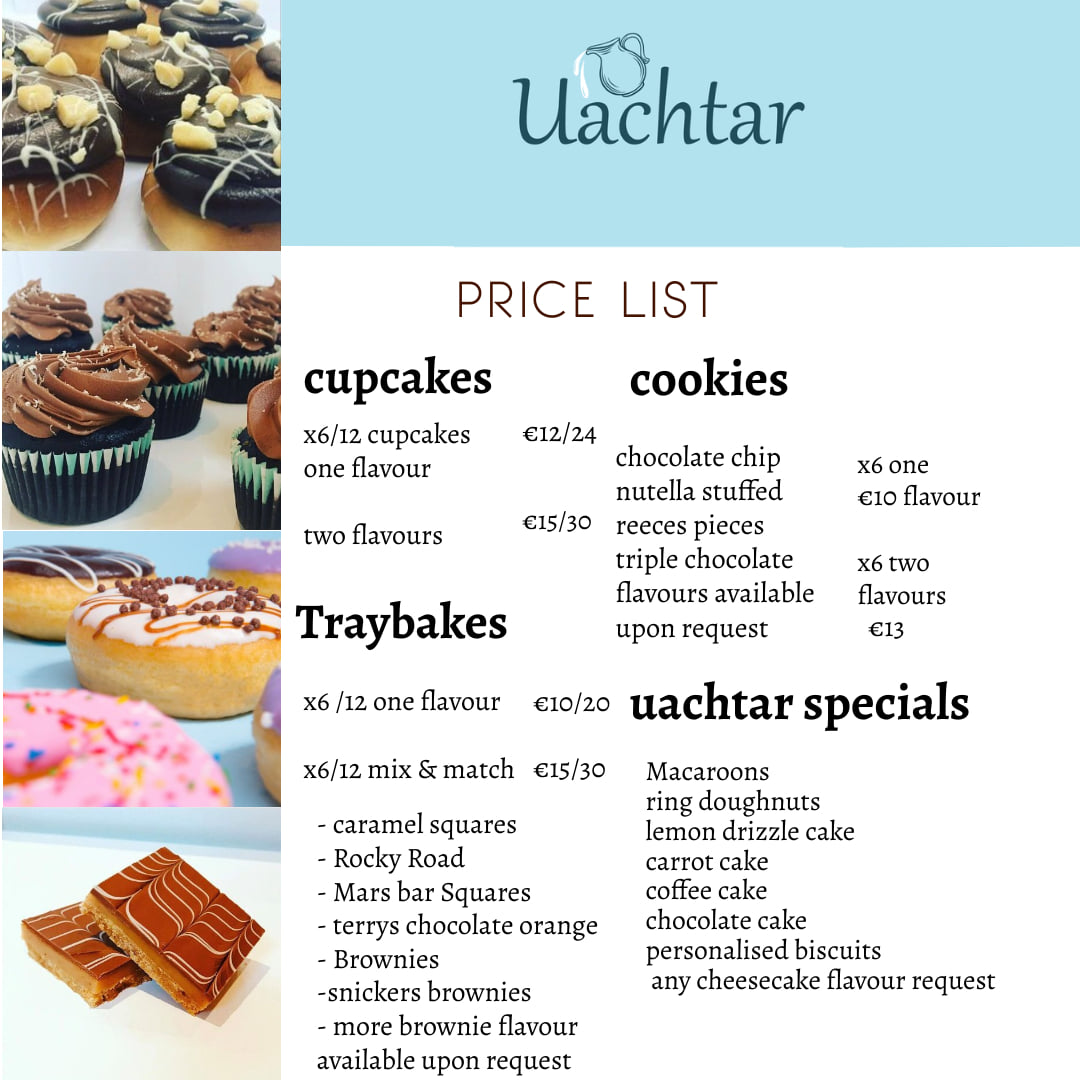 Uachtar
PRICE LIST
cupcakes
x6/12 cupcakes €12/24
one flavour
two flavours €15/30
Traybakes
x6 /12 one flavour €10/20
x6/12 mix & match €15/30
- caramel squares
- Rocky Road
- Mars bar Squares
- terrys chocolate orange
- Brownies
-snickers brownies
- more brownie flavour
available upon request
cookies
chocolate chip
nutella stuffed
reeces pieces
triple chocolate
flavours available
upon request
x6 one
€10 flavour
x6 two
flavours
€13
uachtar specials
Macaroons
ring doughnuts
lemon drizzle cake
carrot cake
coffee cake
chocolate cake
personalised biscuits
any cheesecake flavour request